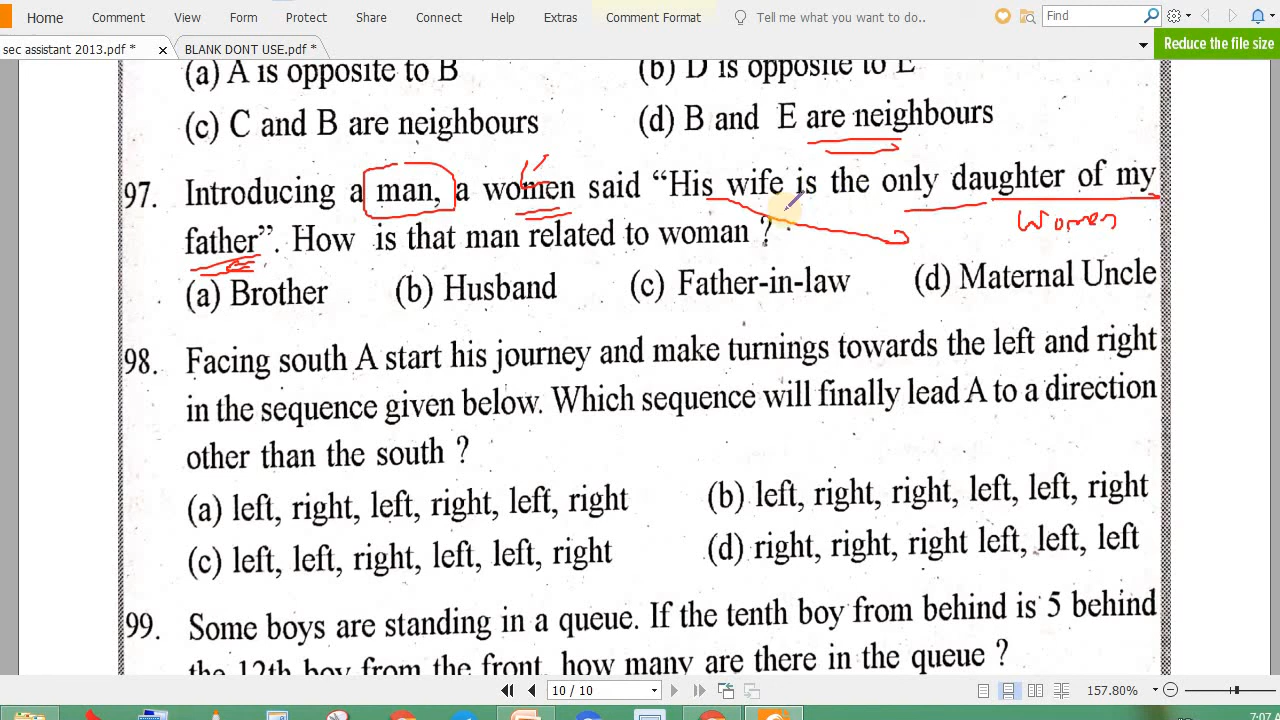 Home Comment View Form Protect Share Connect Help Extras Comment Format Tell me what you want to do.. Find
sec assistant 2013.pdf * × BLANK DONT USE.pdf * Reduce the file size
(a) A is opposite to B (b) D is opposite to E
(c) C and B are neighbours (d) B and E are neighbours
97. Introducing a man, a women said “His wife is the only daughter of my
Women
father”. How is that man related to woman ?
(a) Brother (b) Husband (c) Father-in-law (d) Maternal Uncle
98. Facing south A start his journey and make turnings towards the left and right
in the sequence given below. Which sequence will finally lead A to a direction
other than the south ?
(a) left, right, left, right, left, right (b) left, right, right, left, left, right
(c) left, left, right, left, left, right (d) right, right, right left, left, left
99. Some boys are standing in a queue. If the tenth boy from behind is 5 behind
the 12th boy from the front, how many are there in the queue ?
10 / 10 157.80%